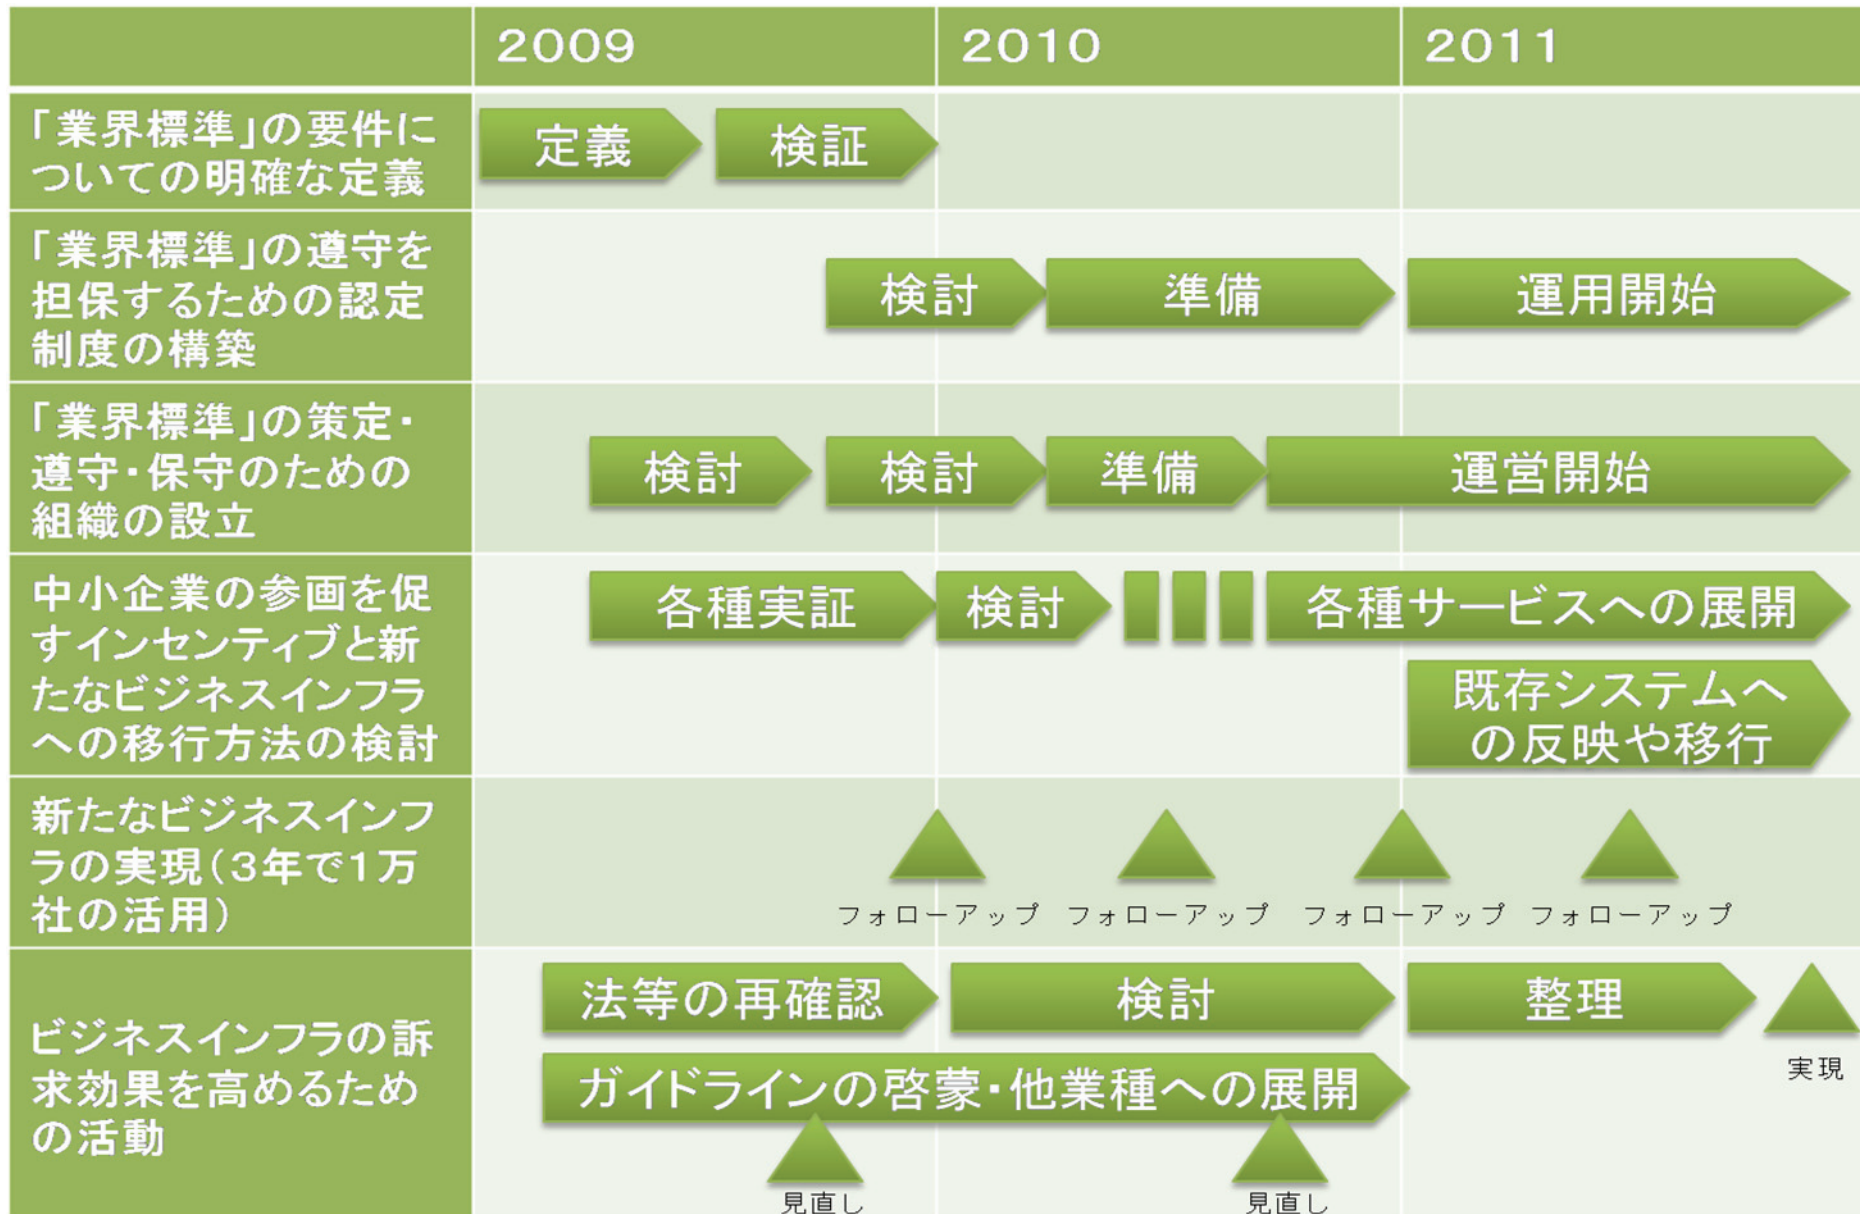 2009
2010
2011
「業界標準」の要件に
ついての明確な定義
定義
検証
「業界標準」の遵守を
担保するための認定
制度の構築
検討
準備
運用開始
「業界標準」の策定・
遵守・保守のための
組織の設立
検討
検討
準備
運営開始
中小企業の参画を促
すインセンティブと新
たなビジネスインフラ
への移行方法の検討
各種実証
検討
各種サービスへの展開
既存システムへ
の反映や移行
新たなビジネスインフ
ラの実現(3年で1万
社の活用)
フォローアップ
フォローアップ
フォローアップ
フォローアップ
ビジネスインフラの訴
求効果を高めるため
の活動
法等の再確認
検討
整理
実現
ガイドラインの啓蒙・他業種への展開
見直し
見直し